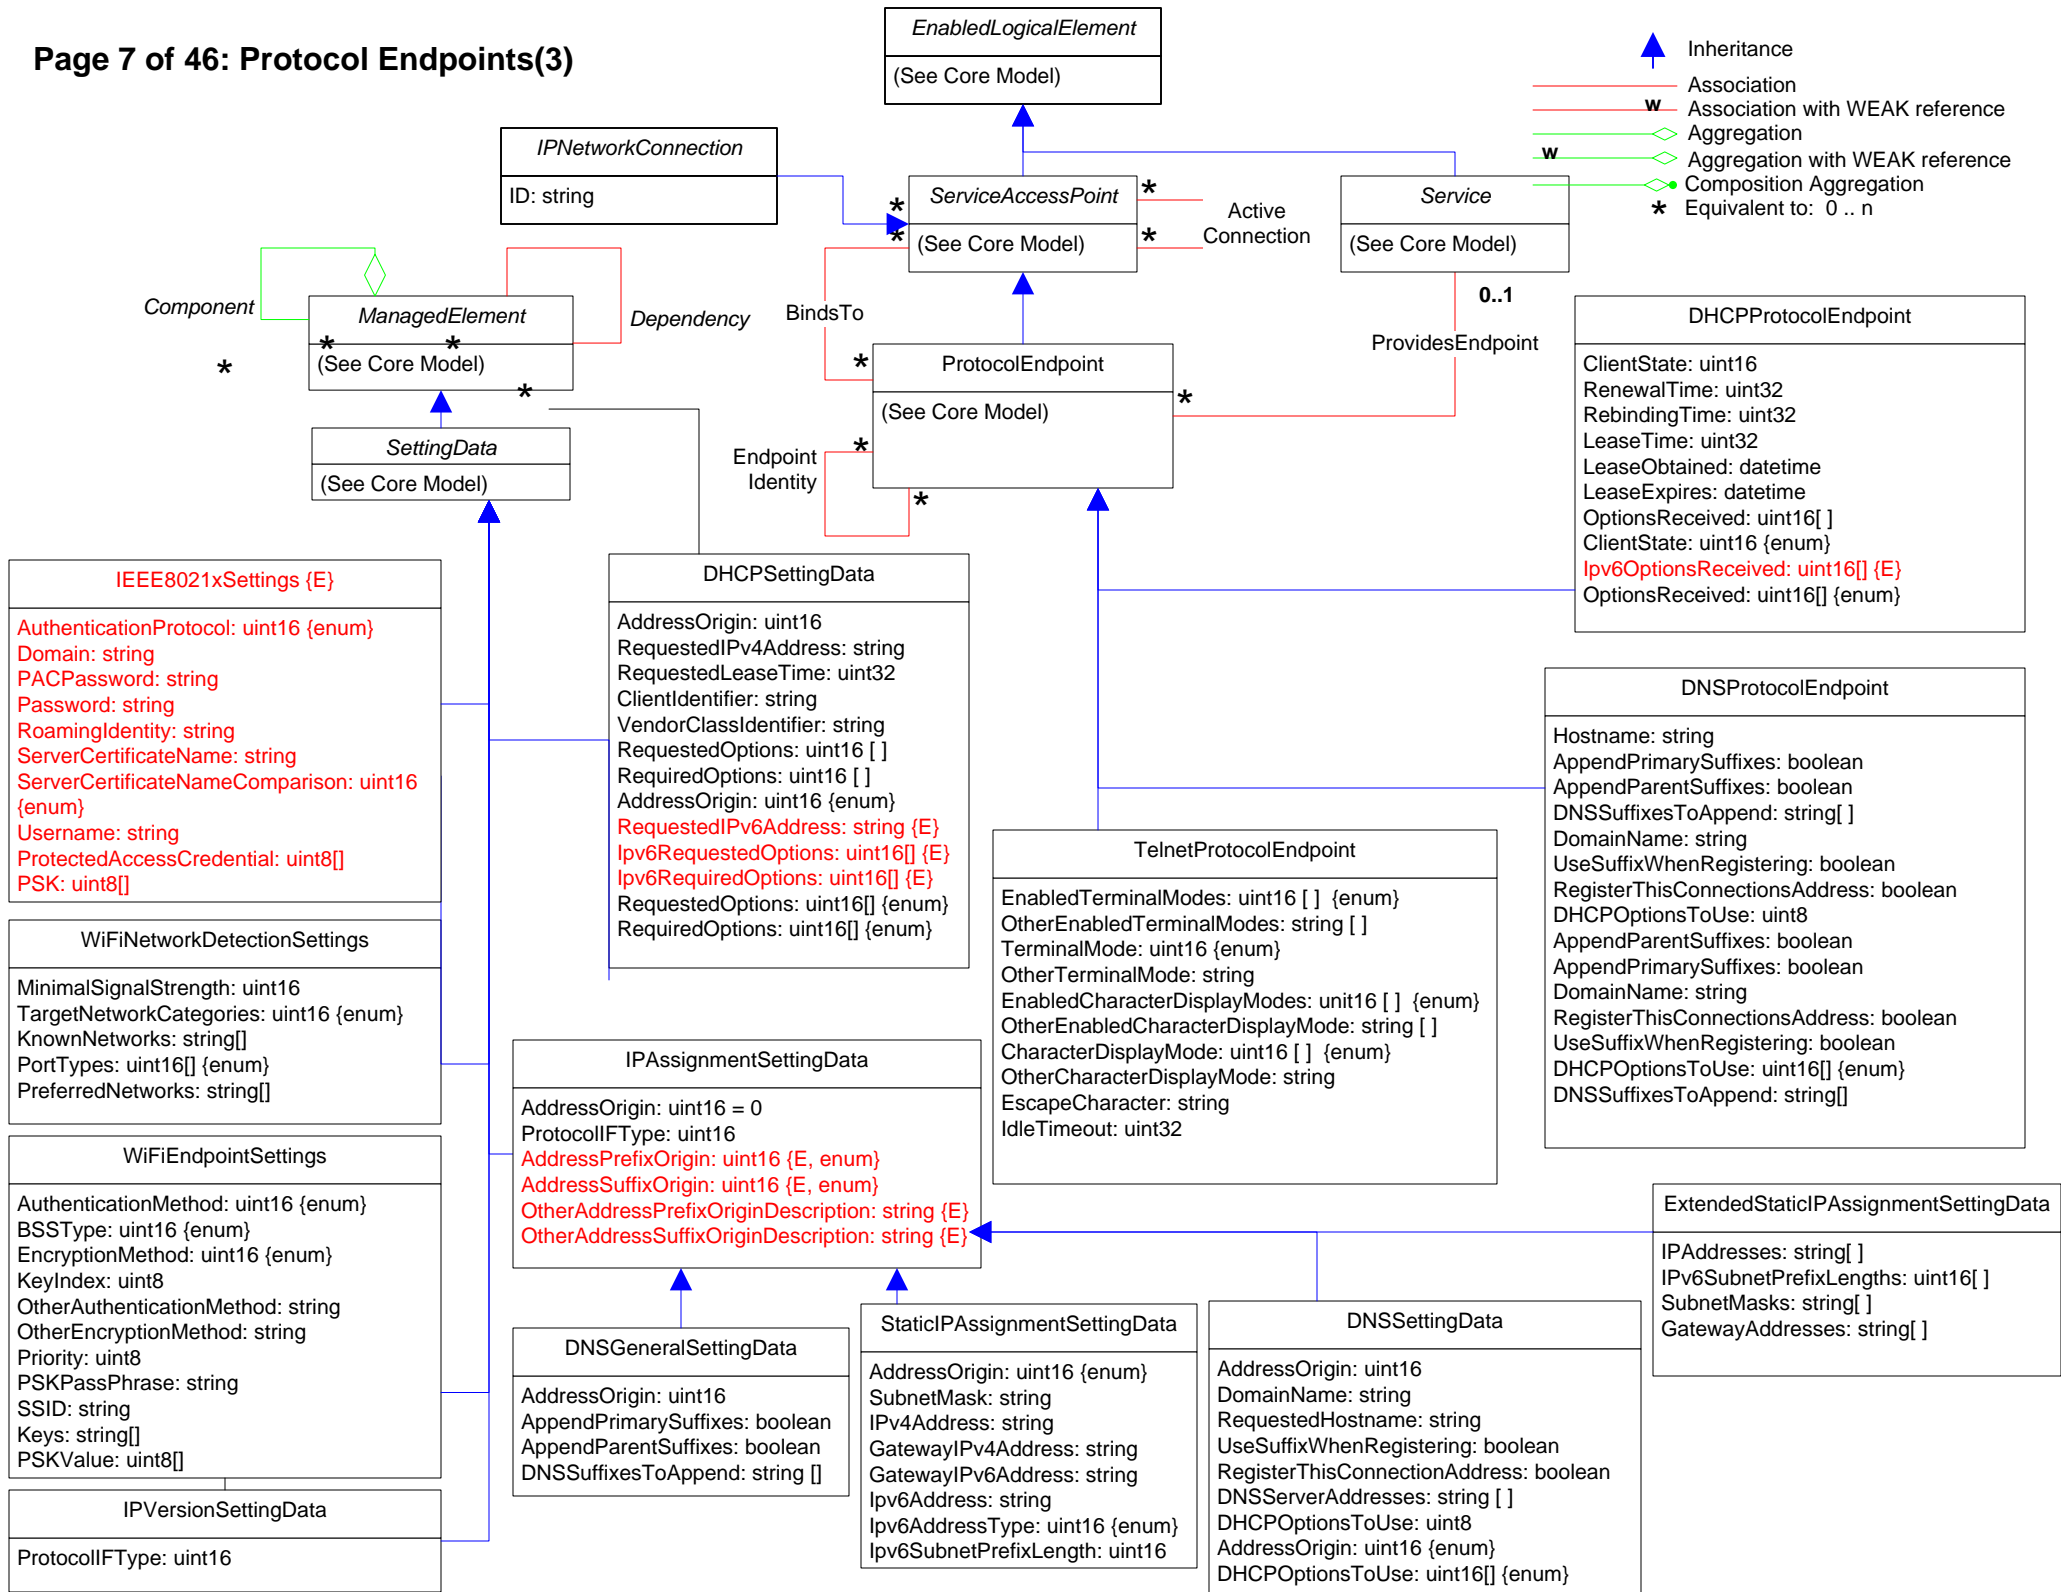 Page 7 of 46: Protocol Endpoints(3)
EnabledLogicalElement
(See Core Model)
Inheritance
Association
w
Association with WEAK reference
Aggregation
w
Aggregation with WEAK reference
Composition Aggregation
* Equivalent to: 0 .. n
IPNetworkConnection
ID: string
*
*
ServiceAccessPoint
(See Core Model)
*
*
Active
Connection
Service
(See Core Model)
0..1
ProvidesEndpoint
Component
*
ManagedElement
* *
(See Core Model)
*
Dependency
BindsTo
*
ProtocolEndpoint
(See Core Model)
*
*
*
Endpoint
Identity
SettingData
(See Core Model)
DHCPProtocolEndpoint
ClientState: uint16
RenewalTime: uint32
RebindingTime: uint32
LeaseTime: uint32
LeaseObtained: datetime
LeaseExpires: datetime
OptionsReceived: uint16[ ]
ClientState: uint16 {enum}
Ipv6OptionsReceived: uint16[] {E}
OptionsReceived: uint16[] {enum}
IEEE8021xSettings {E}
AuthenticationProtocol: uint16 {enum}
Domain: string
PACPassword: string
Password: string
RoamingIdentity: string
ServerCertificateName: string
ServerCertificateNameComparison: uint16
{enum}
Username: string
ProtectedAccessCredential: uint8[]
PSK: uint8[]
DHCPSettingData
AddressOrigin: uint16
RequestedIPv4Address: string
RequestedLeaseTime: uint32
ClientIdentifier: string
VendorClassIdentifier: string
RequestedOptions: uint16 [ ]
RequiredOptions: uint16 [ ]
AddressOrigin: uint16 {enum}
RequestedIPv6Address: string {E}
Ipv6RequestedOptions: uint16[] {E}
Ipv6RequiredOptions: uint16[] {E}
RequestedOptions: uint16[] {enum}
RequiredOptions: uint16[] {enum}
DNSProtocolEndpoint
Hostname: string
AppendPrimarySuffixes: boolean
AppendParentSuffixes: boolean
DNSSuffixesToAppend: string[ ]
DomainName: string
UseSuffixWhenRegistering: boolean
RegisterThisConnectionsAddress: boolean
DHCPOptionsToUse: uint8
AppendParentSuffixes: boolean
AppendPrimarySuffixes: boolean
DomainName: string
RegisterThisConnectionsAddress: boolean
UseSuffixWhenRegistering: boolean
DHCPOptionsToUse: uint16[] {enum}
DNSSuffixesToAppend: string[]
TelnetProtocolEndpoint
EnabledTerminalModes: uint16 [ ] {enum}
OtherEnabledTerminalModes: string [ ]
TerminalMode: uint16 {enum}
OtherTerminalMode: string
EnabledCharacterDisplayModes: unit16 [ ] {enum}
OtherEnabledCharacterDisplayMode: string [ ]
CharacterDisplayMode: uint16 [ ] {enum}
OtherCharacterDisplayMode: string
EscapeCharacter: string
IdleTimeout: uint32
WiFiNetworkDetectionSettings
MinimalSignalStrength: uint16
TargetNetworkCategories: uint16 {enum}
KnownNetworks: string[]
PortTypes: uint16[] {enum}
PreferredNetworks: string[]
IPAssignmentSettingData
AddressOrigin: uint16 = 0
ProtocolIFType: uint16
AddressPrefixOrigin: uint16 {E, enum}
AddressSuffixOrigin: uint16 {E, enum}
OtherAddressPrefixOriginDescription: string {E}
OtherAddressSuffixOriginDescription: string {E}
WiFiEndpointSettings
AuthenticationMethod: uint16 {enum}
BSSType: uint16 {enum}
EncryptionMethod: uint16 {enum}
KeyIndex: uint8
OtherAuthenticationMethod: string
OtherEncryptionMethod: string
Priority: uint8
PSKPassPhrase: string
SSID: string
Keys: string[]
PSKValue: uint8[]
ExtendedStaticIPAssignmentSettingData
IPAddresses: string[ ]
IPv6SubnetPrefixLengths: uint16[ ]
SubnetMasks: string[ ]
GatewayAddresses: string[ ]
DNSGeneralSettingData
AddressOrigin: uint16
AppendPrimarySuffixes: boolean
AppendParentSuffixes: boolean
DNSSuffixesToAppend: string []
StaticIPAssignmentSettingData
AddressOrigin: uint16 {enum}
SubnetMask: string
IPv4Address: string
GatewayIPv4Address: string
GatewayIPv6Address: string
Ipv6Address: string
Ipv6AddressType: uint16 {enum}
Ipv6SubnetPrefixLength: uint16
DNSSettingData
AddressOrigin: uint16
DomainName: string
RequestedHostname: string
UseSuffixWhenRegistering: boolean
RegisterThisConnectionAddress: boolean
DNSServerAddresses: string [ ]
DHCPOptionsToUse: uint8
AddressOrigin: uint16 {enum}
DHCPOptionsToUse: uint16[] {enum}
IPVersionSettingData
ProtocolIFType: uint16